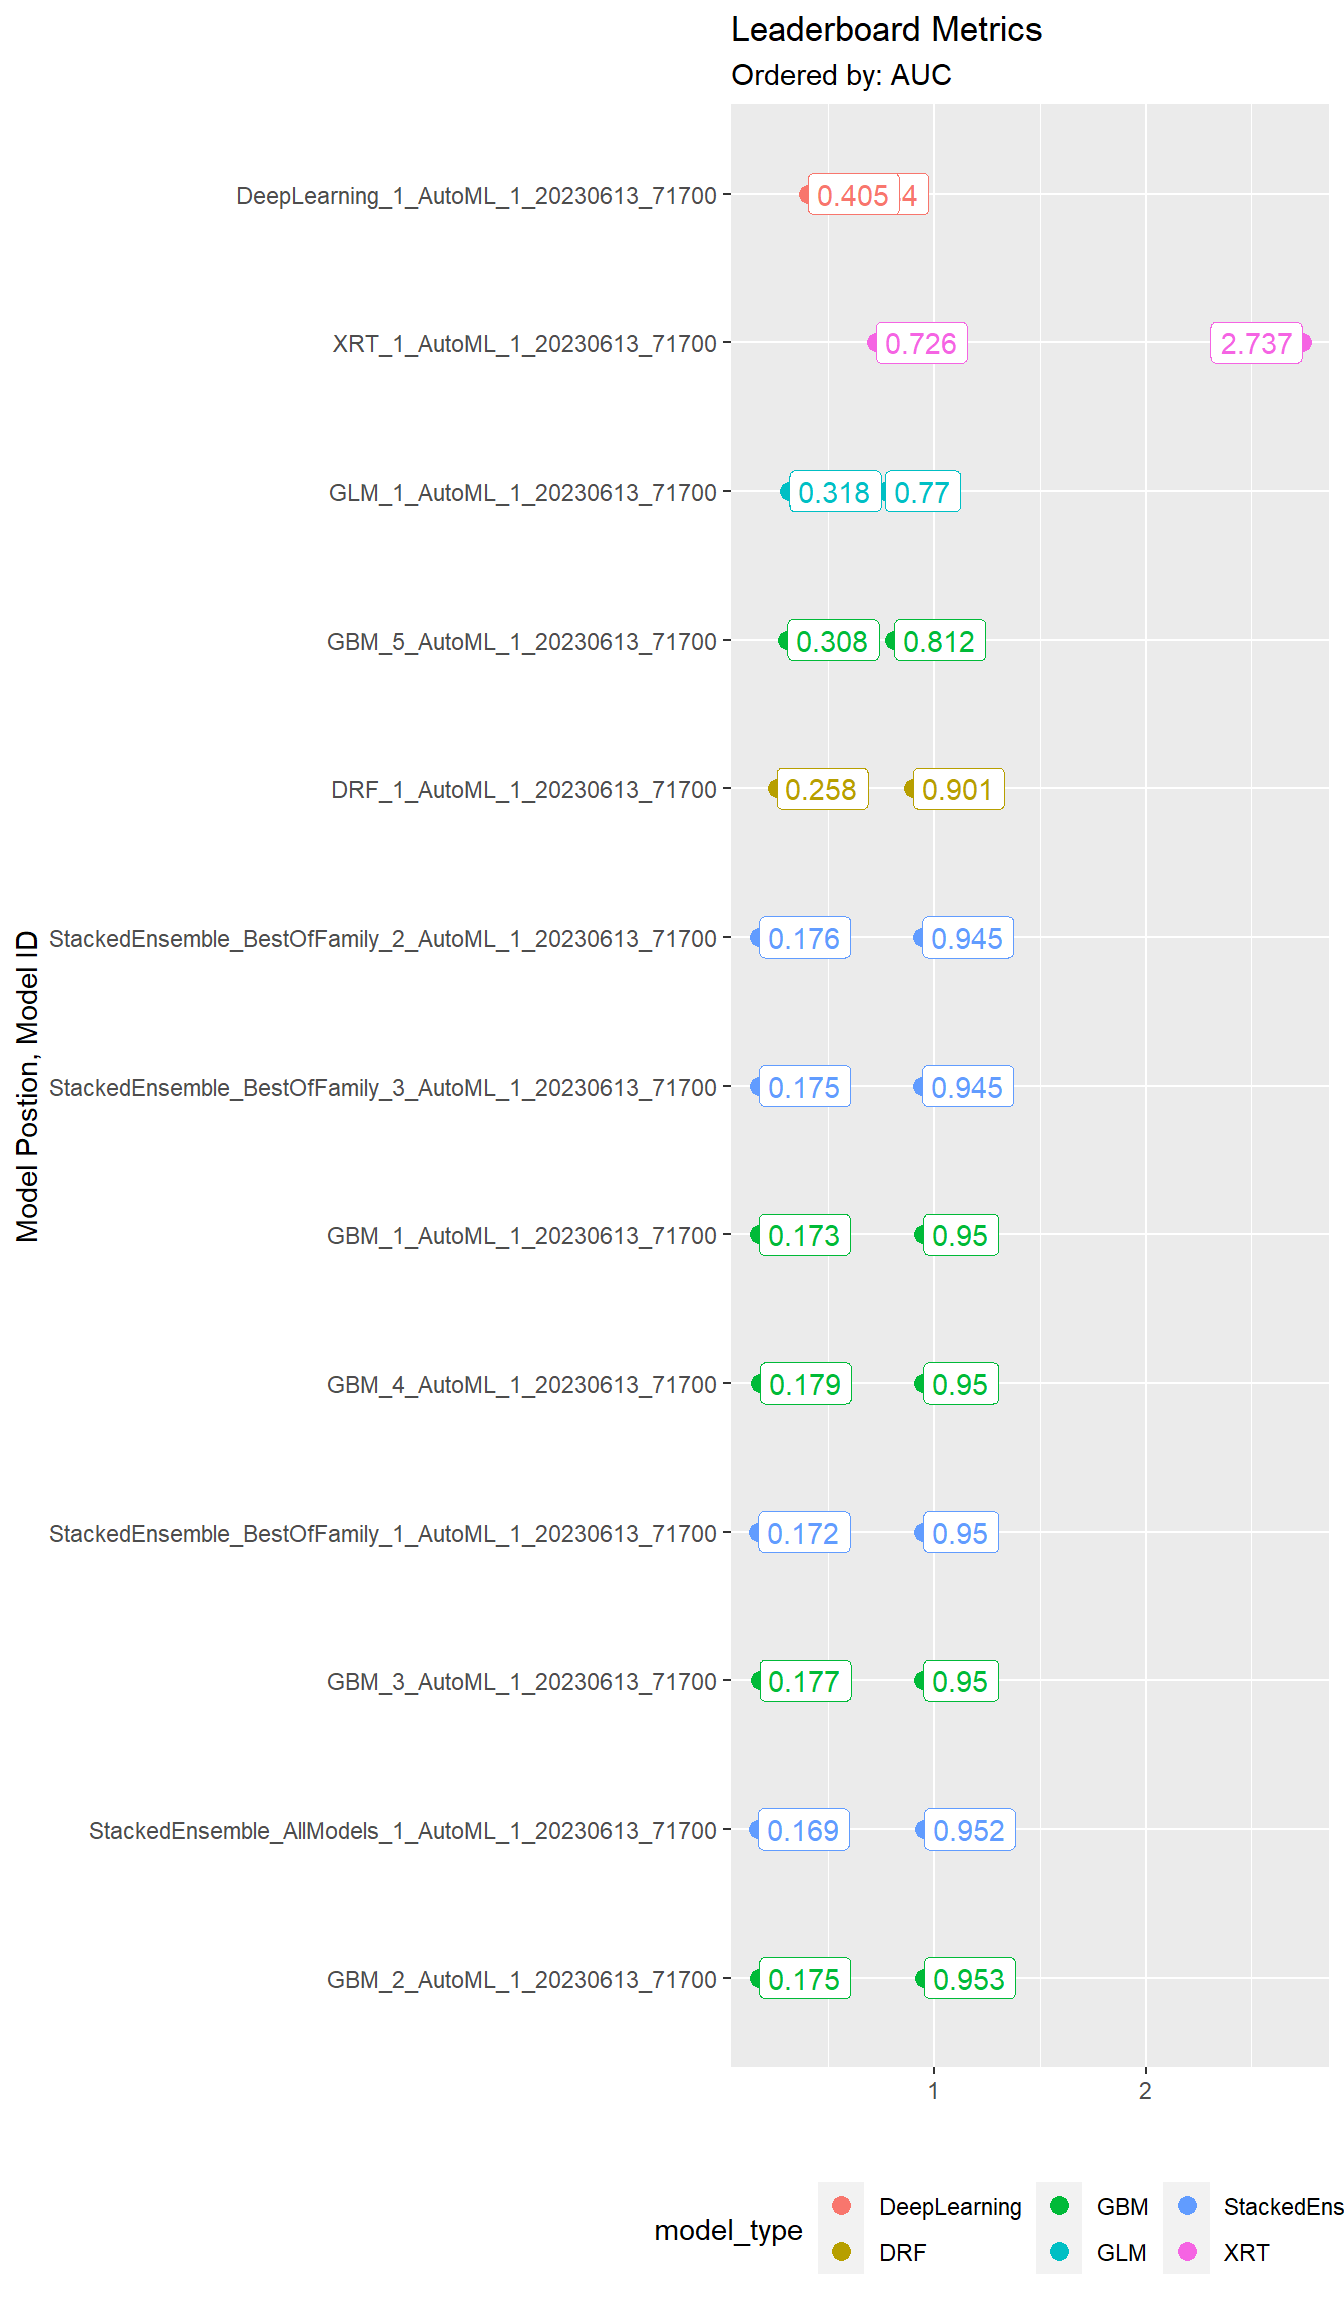 Leaderboard Metrics
Ordered by: AUC
DeepLearning_1_AutoML_1_20230613_71700 0.405 4
XRT_1_AutoML_1_20230613_71700 0.726 2.737
GLM_1_AutoML_1_20230613_71700 0.318 0.77
GBM_5_AutoML_1_20230613_71700 0.308 0.812
DRF_1_AutoML_1_20230613_71700 0.258 0.901
StackedEnsemble_BestOfFamily_2_AutoML_1_20230613_71700 0.176 0.945
StackedEnsemble_BestOfFamily_3_AutoML_1_20230613_71700 0.175 0.945
GBM_1_AutoML_1_20230613_71700 0.173 0.95
GBM_4_AutoML_1_20230613_71700 0.179 0.95
StackedEnsemble_BestOfFamily_1_AutoML_1_20230613_71700 0.172 0.95
GBM_3_AutoML_1_20230613_71700 0.177 0.95
StackedEnsemble_AllModels_1_AutoML_1_20230613_71700 0.169 0.952
GBM_2_AutoML_1_20230613_71700 0.175 0.953
Model Postion, Model ID
1 2
model_type
DeepLearning GBM StackedEns
DRF GLM XRT